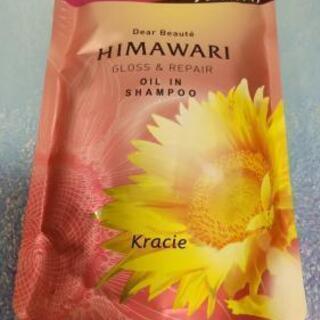 Dear Beauté
HIMAWARI
GLOSS & REPAIR
OIL IN
SHAMPOO
Kracie